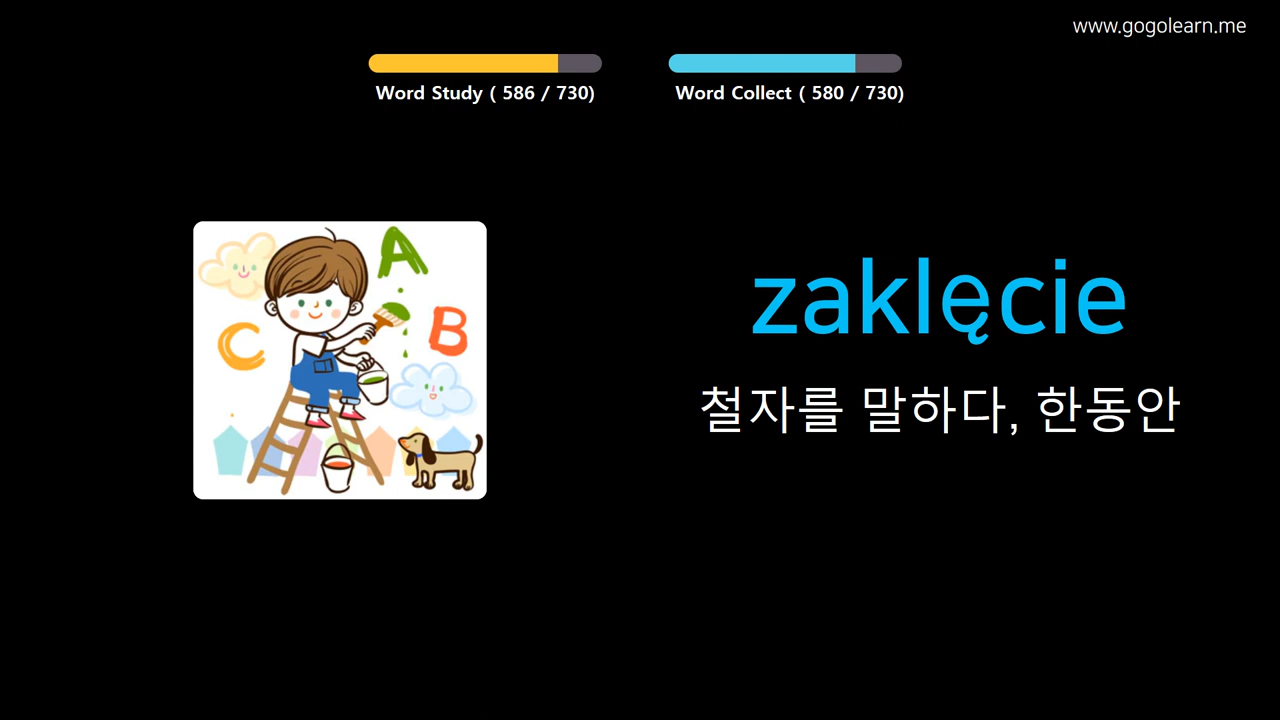 www.gogolearn.me
Word Study ( 586 / 730)
Word Collect ( 580 / 730)
A
B
C
zaklęcie
철자를 말하다, 한동안